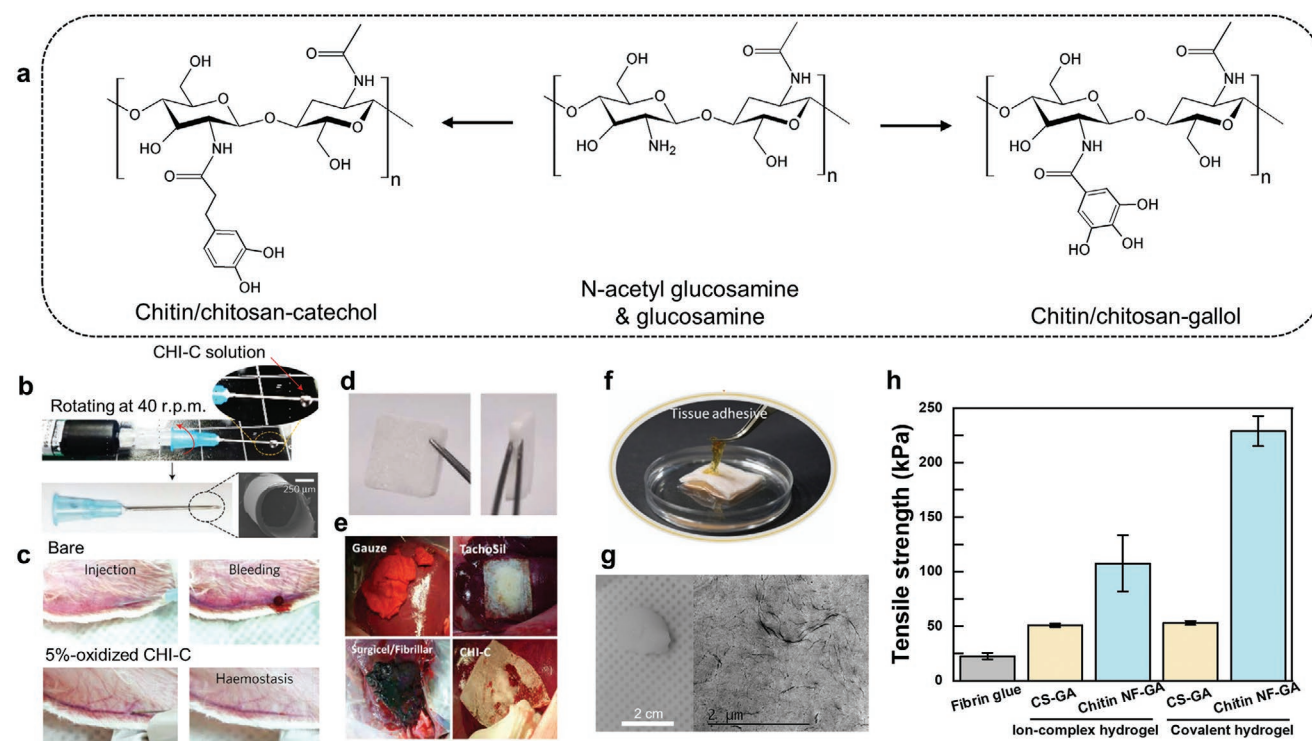 a
O
NH
OH
O
O
HO
NH
O
O
O
OH
n
OH
OH
Chitin/chitosan-catechol
O
NH
OH
O
O
HO
NH2
O
O
OH
n
N-acetyl glucosamine
& glucosamine
O
NH
OH
O
O
HO
NH
O
O
O
OH
n
OH
HO
OH
Chitin/chitosan-gallol
b
CHI-C solution
Rotating at 40 r.p.m.
250 µm
c
Bare
Injection
Bleeding
5%-oxidized CHI-C
Haemostasis
d
e
Gauze
TachoSil
Surgicel/Fibrillar
CHI-C
f
Tissue adhesive
g
2 cm
2 µm
h
Tensile strength (kPa)
250
200
150
100
50
0
Fibrin glue
CS-GA
Chitin NF-GA
CS-GA
Chitin NF-GA
Ion-complex hydrogel
Covalent hydrogel